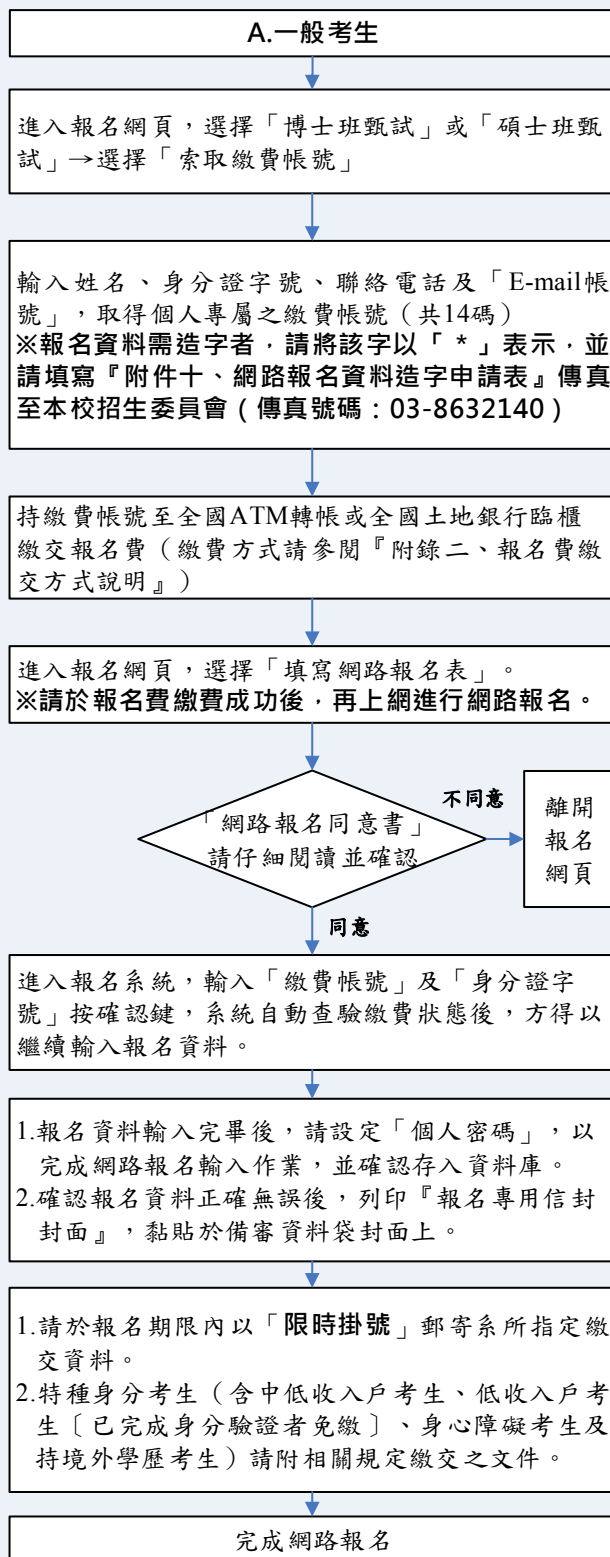 A.一般考生
進入報名網頁，選擇「博士班甄試」或「碩士班甄
試」→選擇「索取繳費帳號」
輸入姓名、身分證字號、聯絡電話及「E-mail帳
號」，取得個人專屬之繳費帳號（共14碼）
※報名資料需造字者，請將該字以「 * 」表示，並
請填寫『附件十、網路報名資料造字申請表』傳真
至本校招生委員會（傳真號碼：03-8632140）
持繳費帳號至全國ATM轉帳或全國土地銀行臨櫃
繳交報名費（繳費方式請參閱『附錄二、報名費繳
交方式說明』）
進入報名網頁，選擇「填寫網路報名表」。
※請於報名費繳費成功後，再上網進行網路報名。
「網路報名同意書」
請仔細閱讀並確認
不同意
離開
報名
網頁
同意
進入報名系統，輸入「繳費帳號」及「身分證字
號」按確認鍵，系統自動查驗繳費狀態後，方得以
繼續輸入報名資料。
1.報名資料輸入完畢後，請設定「個人密碼」，以
完成網路報名輸入作業，並確認存入資料庫。
2.確認報名資料正確無誤後，列印『報名專用信封
封面』，黏貼於備審資料袋封面上。
1.請於報名期限內以「限時掛號」郵寄系所指定繳
交資料。
2.特種身分考生（含中低收入戶考生、低收入戶考
生〔已完成身分驗證者免繳〕、身心障礙考生及
持境外學歷考生）請附相關規定繳交之文件。
完成網路報名